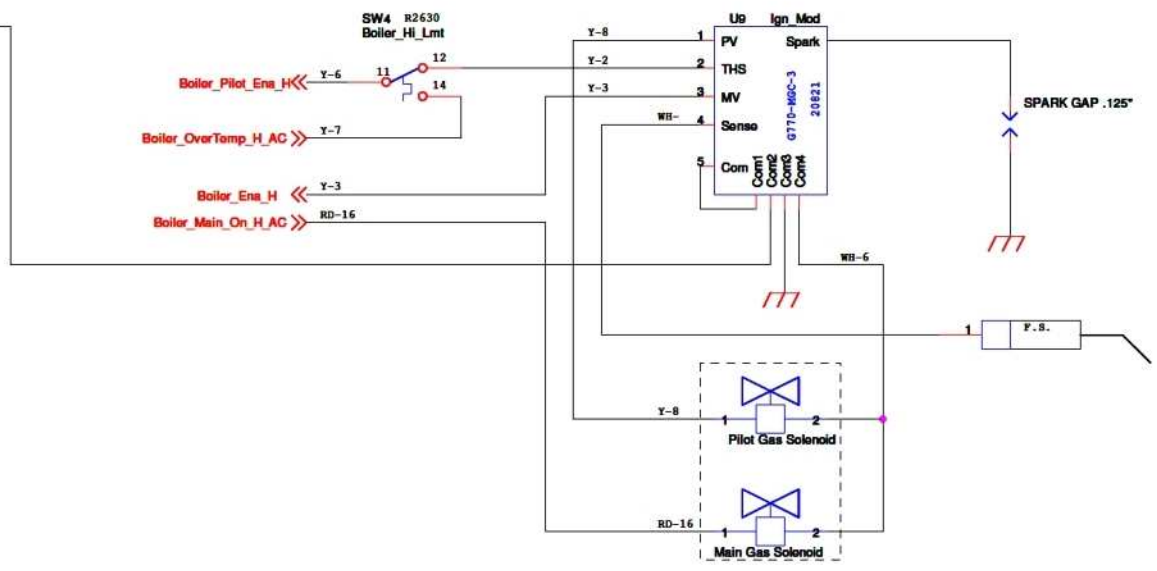 SW4 R2630
Boiler_Hi_Lmt
U9 Ign_Mod
Y-8
1 PV Spark
12
Y-2
2 THS
Boiler_Pilot_Ena_H
Y-6
11
14
Y-3
3 MV
G770-MGC-3
20821
SPARK GAP .125"
WH-
4 Sense
Boiler_OverTemp_H_AC
Y-7
5 Com
Com1
Com2
Com3
Com4
Boiler_Ena_H
Y-3
Boiler_Main_On_H_AC
RD-16
WH-6
1
F.S.
Y-8
1 2
Pilot Gas Solenoid
RD-16
1 2
Main Gas Solenoid